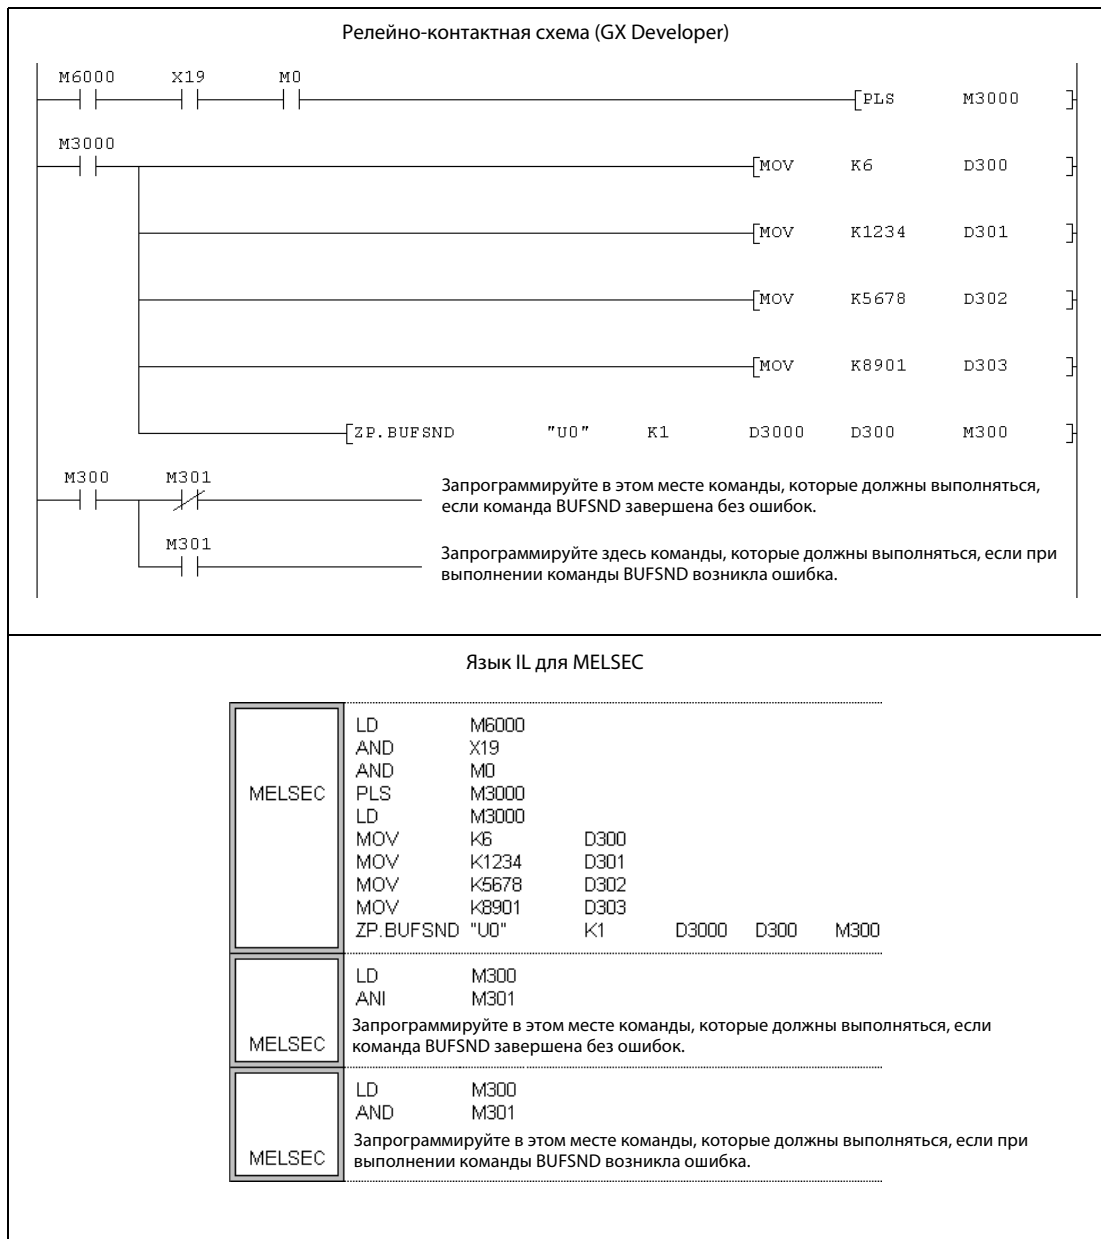 Релейно-контактная схема (GX Developer)
M6000 X19 M0
[PLS M3000 ]
M3000
[MOV K6 D300 ]
[MOV K1234 D301 ]
[MOV K5678 D302 ]
[MOV K8901 D303 ]
[ZP.BUFSND "U0" K1 D3000 D300 M300 ]
M300 M301
Запрограммируйте в этом месте команды, которые должны выполняться,
если команда BUFSND завершена без ошибок.
M301
Запрограммируйте здесь команды, которые должны выполняться, если при
выполнении команды BUFSND возникла ошибка.
Язык IL для MELSEC
MELSEC
LD M6000
AND X19
AND M0
PLS M3000
LD M3000
MOV K6 D300
MOV K1234 D301
MOV K5678 D302
MOV K8901 D303
ZP.BUFSND "U0" K1 D3000 D300 M300
MELSEC
LD M300
ANI M301
Запрограммируйте в этом месте команды, которые должны выполняться, если
команда BUFSND завершена без ошибок.
MELSEC
LD M300
AND M301
Запрограммируйте в этом месте команды, которые должны выполняться, если при
выполнении команды BUFSND возникла ошибка.